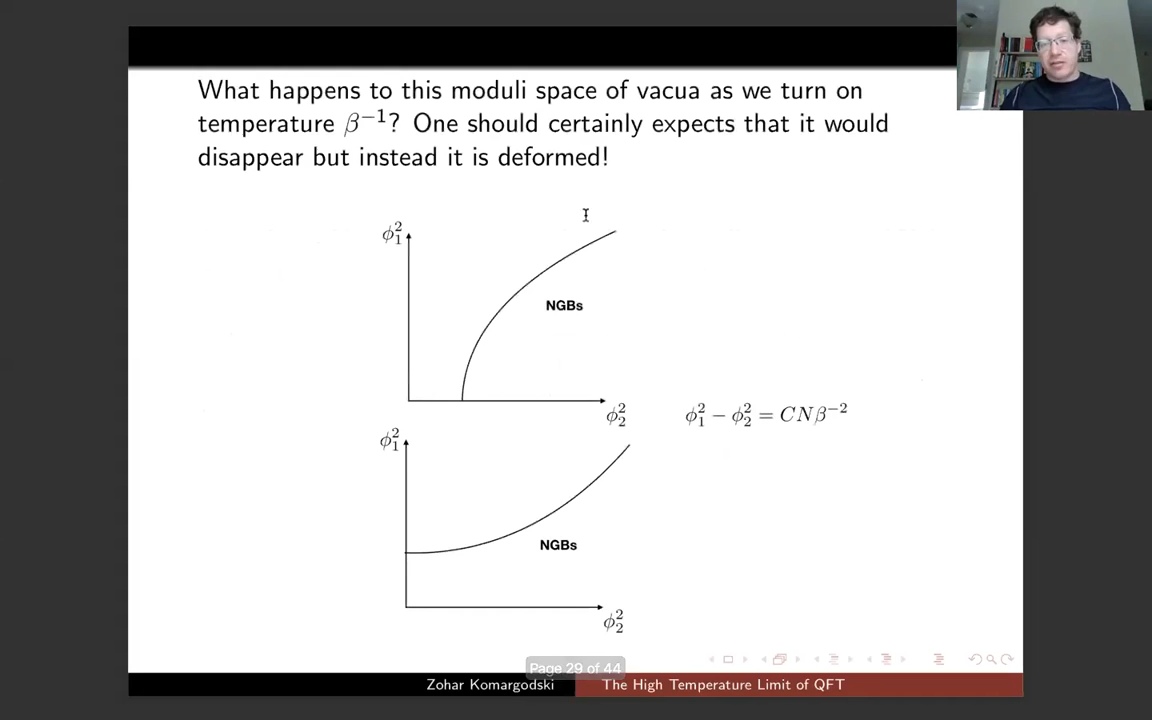 What happens to this moduli space of vacua as we turn on
temperature β⁻¹? One should certainly expects that it would
disappear but instead it is deformed!
ϕ₁²
NGBs
ϕ₂²
ϕ₁² − ϕ₂² = CNβ⁻²
ϕ₁²
NGBs
ϕ₂²
Page 29 of 44
Zohar Komargodski
The High Temperature Limit of QFT